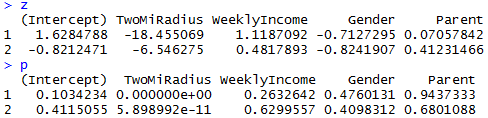 > z
(Intercept) TwoMiRadius WeeklyIncome Gender Parent
1 1.6284788 -18.455069 1.1187092 -0.7127295 0.07057842
2 -0.8212471 -6.546275 0.4817893 -0.8241907 0.41231466
> p
(Intercept) TwoMiRadius WeeklyIncome Gender Parent
1 0.1034234 0.000000e+00 0.2632642 0.4760131 0.9437333
2 0.4115055 5.898992e-11 0.6299557 0.4098312 0.6801088